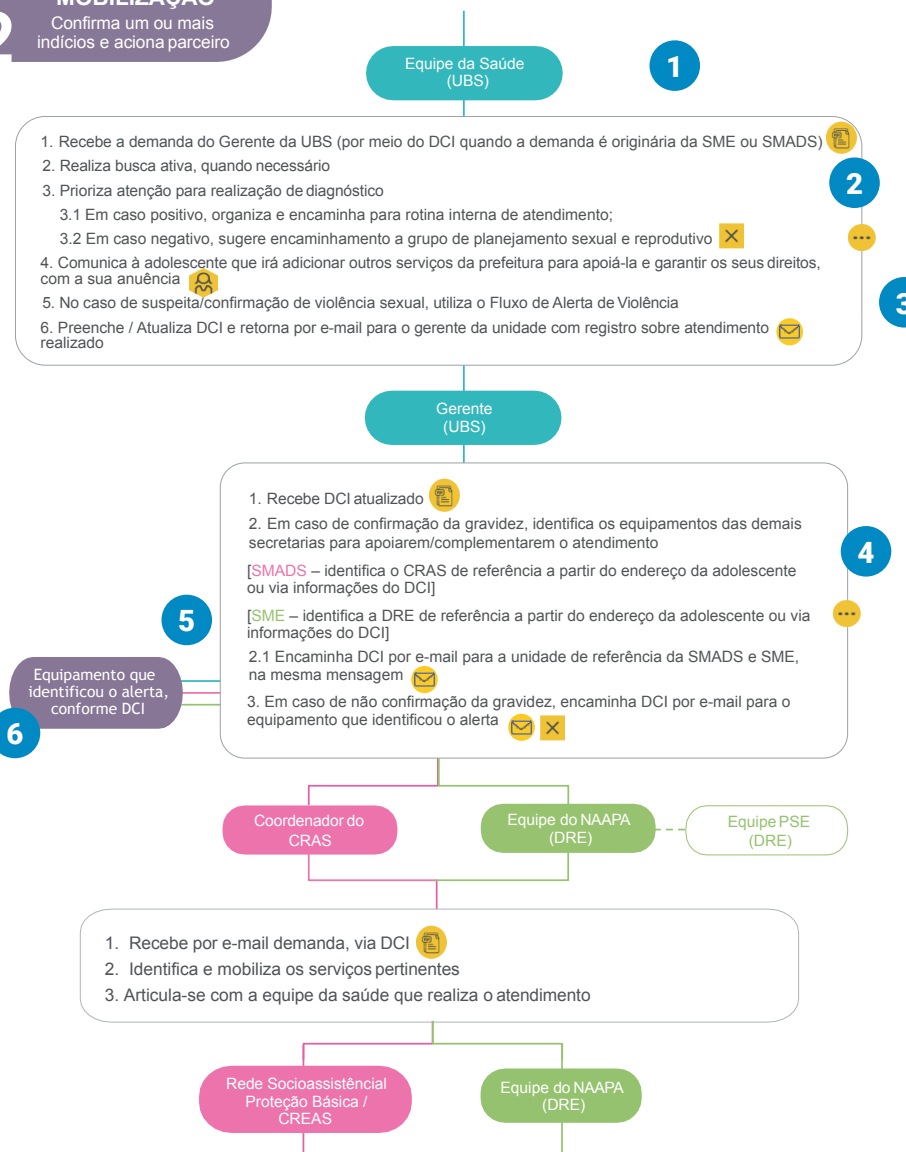 MOBILIZAÇÃO
2
Confirma um ou mais
indícios e aciona parceiro
Equipe da Saúde
(UBS)
1
1. Recebe a demanda do Gerente da UBS (por meio do DCI quando a demanda é originária da SME ou SMADS)
2. Realiza busca ativa, quando necessário
2
3. Prioriza atenção para realização de diagnóstico
3.1 Em caso positivo, organiza e encaminha para rotina interna de atendimento;
3.2 Em caso negativo, sugere encaminhamento a grupo de planejamento sexual e reprodutivo
4. Comunica à adolescente que irá adicionar outros serviços da prefeitura para apoiá-la e garantir os seus direitos,
com a sua anuência
5. No caso de suspeita/confirmação de violência sexual, utiliza o Fluxo de Alerta de Violência
3
6. Preenche / Atualiza DCI e retorna por e-mail para o gerente da unidade com registro sobre atendimento
realizado
Gerente
(UBS)
1. Recebe DCI atualizado
2. Em caso de confirmação da gravidez, identifica os equipamentos das demais
secretarias para apoiarem/complementarem o atendimento
4
[SMADS – identifica o CRAS de referência a partir do endereço da adolescente
ou via informações do DCI]
[SME – identifica a DRE de referência a partir do endereço da adolescente ou via
informações do DCI]
5
2.1 Encaminha DCI por e-mail para a unidade de referência da SMADS e SME,
na mesma mensagem
3. Em caso de não confirmação da gravidez, encaminha DCI por e-mail para o
equipamento que identificou o alerta
Equipamento que
identificou o alerta,
conforme DCI
6
Coordenador do
CRAS
Equipe do NAAPA
(DRE)
Equipe PSE
(DRE)
1. Recebe por e-mail demanda, via DCI
2. Identifica e mobiliza os serviços pertinentes
3. Articula-se com a equipe da saúde que realiza o atendimento
Rede Socioassistêncial
Proteção Básica /
CREAS
Equipe do NAAPA
(DRE)